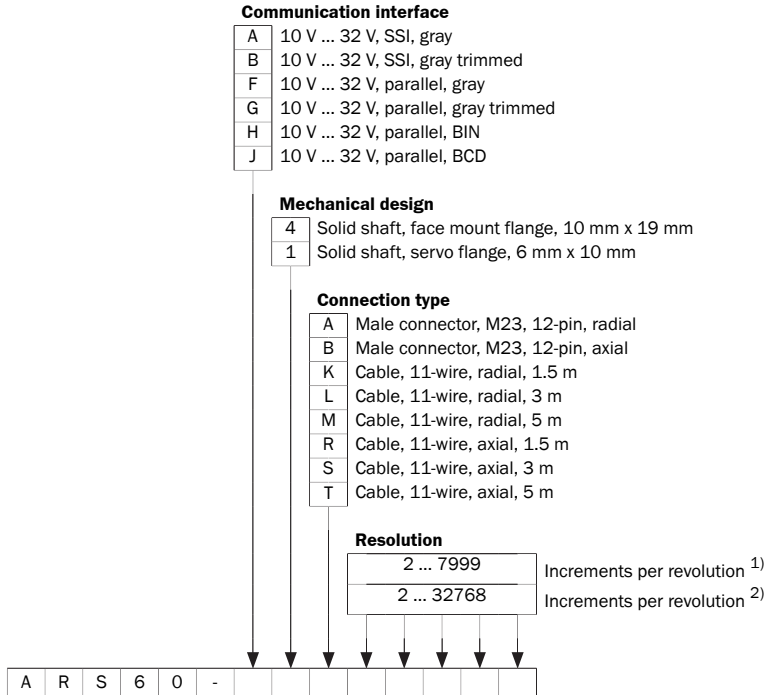 Communication interface
A 10 V ... 32 V, SSI, gray
B 10 V ... 32 V, SSI, gray trimmed
F 10 V ... 32 V, parallel, gray
G 10 V ... 32 V, parallel, gray trimmed
H 10 V ... 32 V, parallel, BIN
J 10 V ... 32 V, parallel, BCD
Mechanical design
4 Solid shaft, face mount flange, 10 mm x 19 mm
1 Solid shaft, servo flange, 6 mm x 10 mm
Connection type
A Male connector, M23, 12-pin, radial
B Male connector, M23, 12-pin, axial
K Cable, 11-wire, radial, 1.5 m
L Cable, 11-wire, radial, 3 m
M Cable, 11-wire, radial, 5 m
R Cable, 11-wire, axial, 1.5 m
S Cable, 11-wire, axial, 3 m
T Cable, 11-wire, axial, 5 m
Resolution
2 ... 7999 Increments per revolution 1)
2 ... 32768 Increments per revolution 2)
A R S 6 0 -